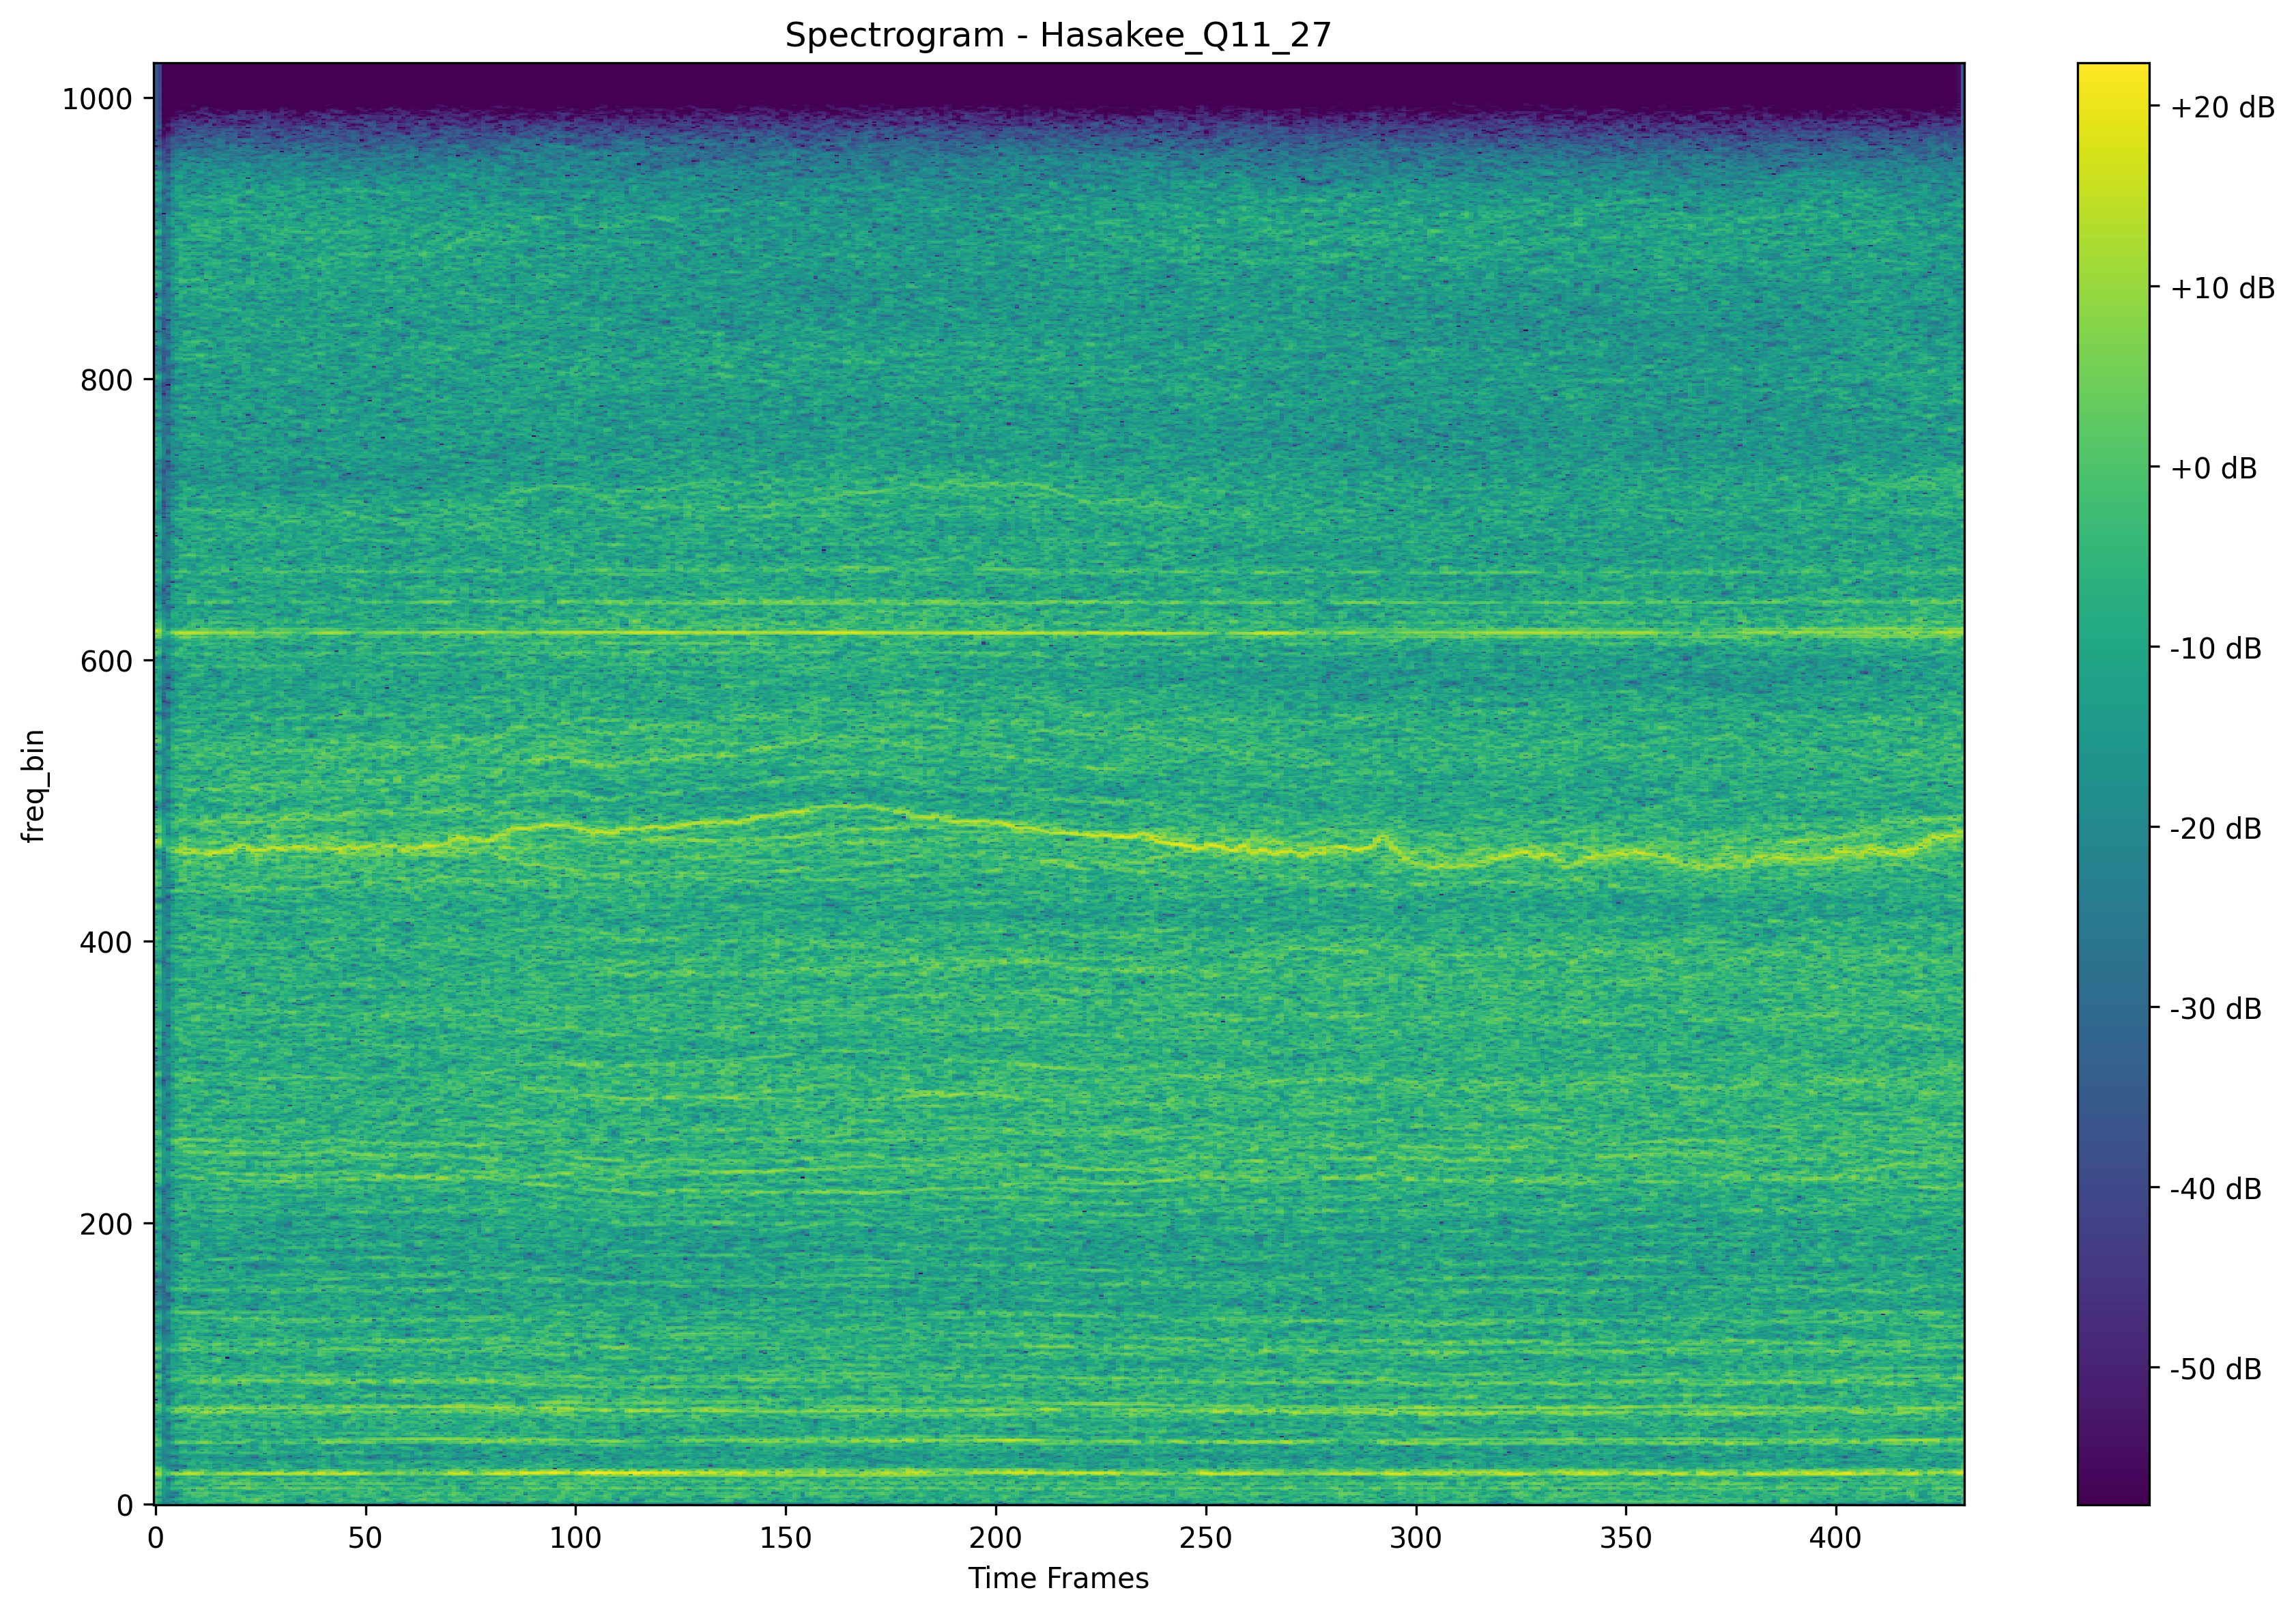 Spectrogram - Hasakee_Q11_27
1000
800
600
400
200
0
freq_bin
0 50 100 150 200 250 300 350 400
Time Frames
+20 dB
+10 dB
+0 dB
-10 dB
-20 dB
-30 dB
-40 dB
-50 dB